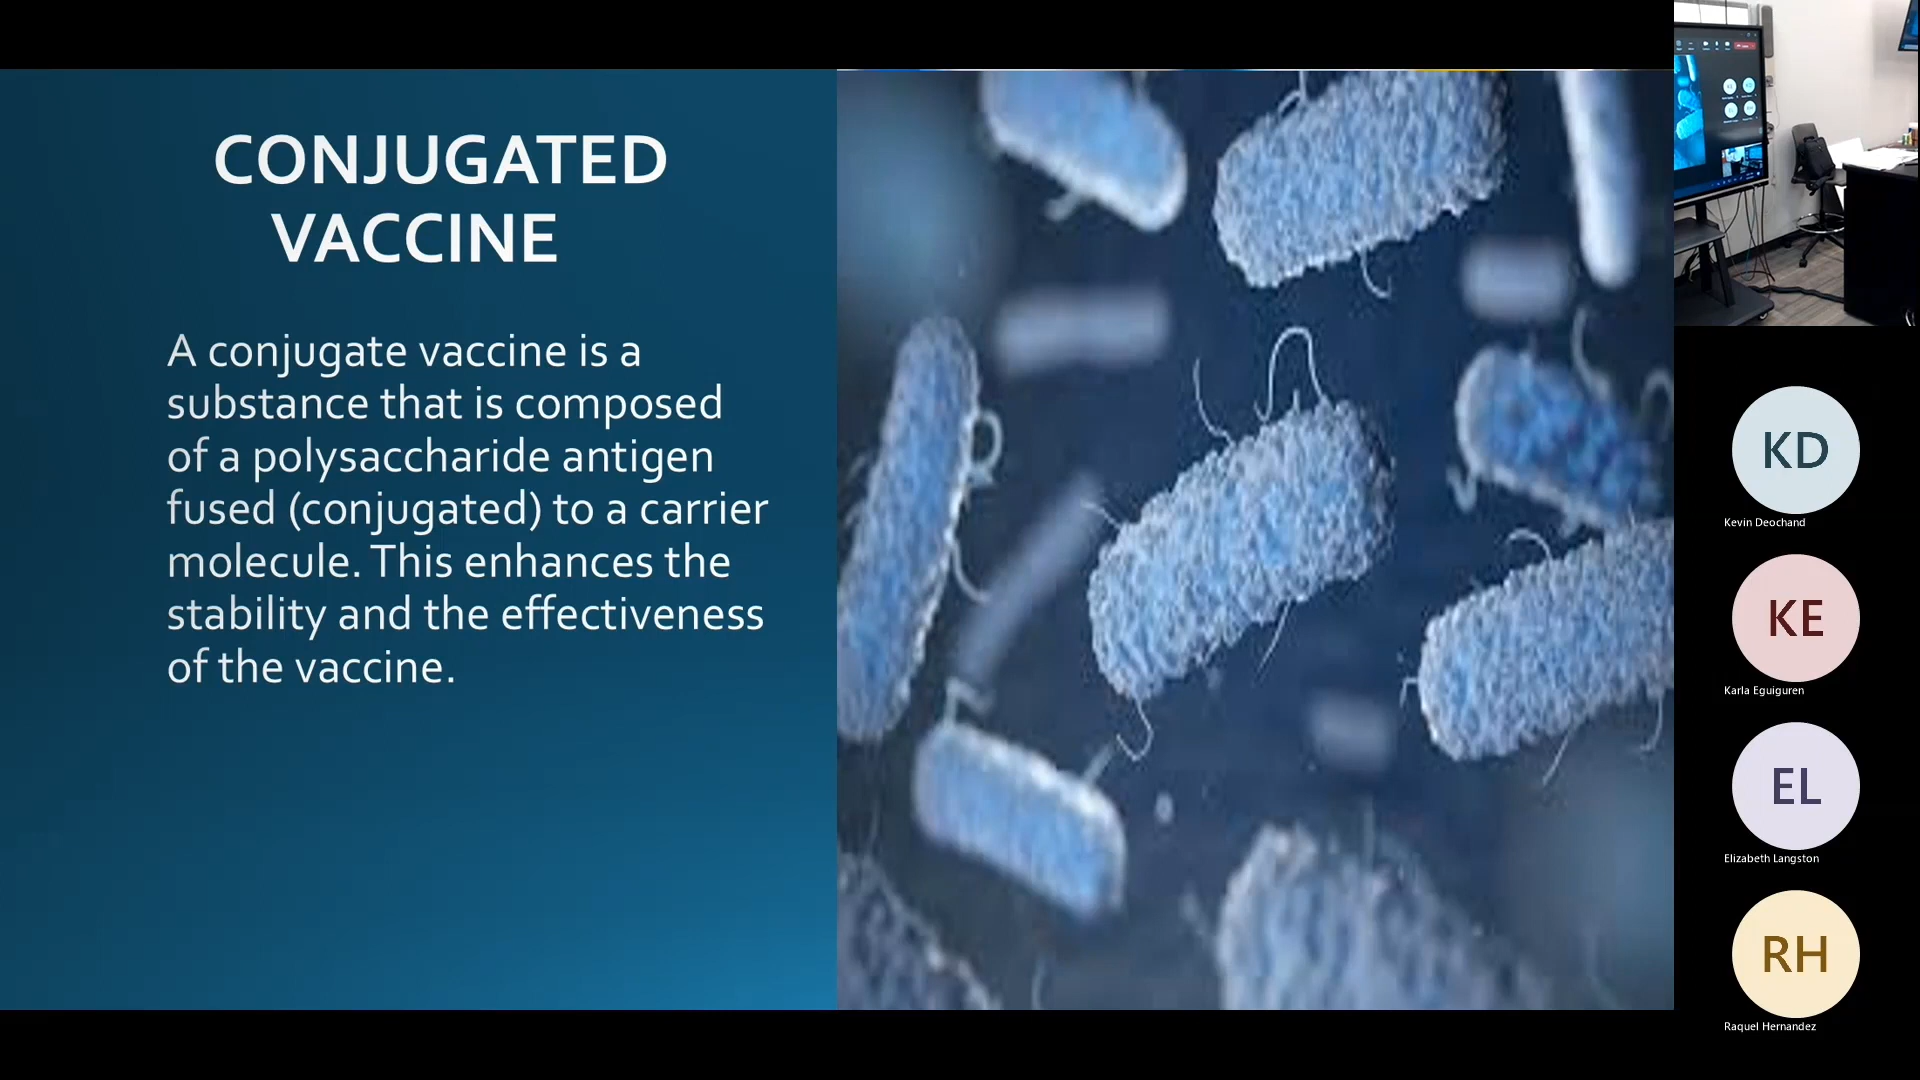 CONJUGATED
VACCINE
A conjugate vaccine is a
substance that is composed
of a polysaccharide antigen
fused (conjugated) to a carrier
molecule. This enhances the
stability and the effectiveness
of the vaccine.
KD
Kevin Deochand
KE
Karla Eguiguren
EL
Elizabeth Langston
RH
Raquel Hernandez